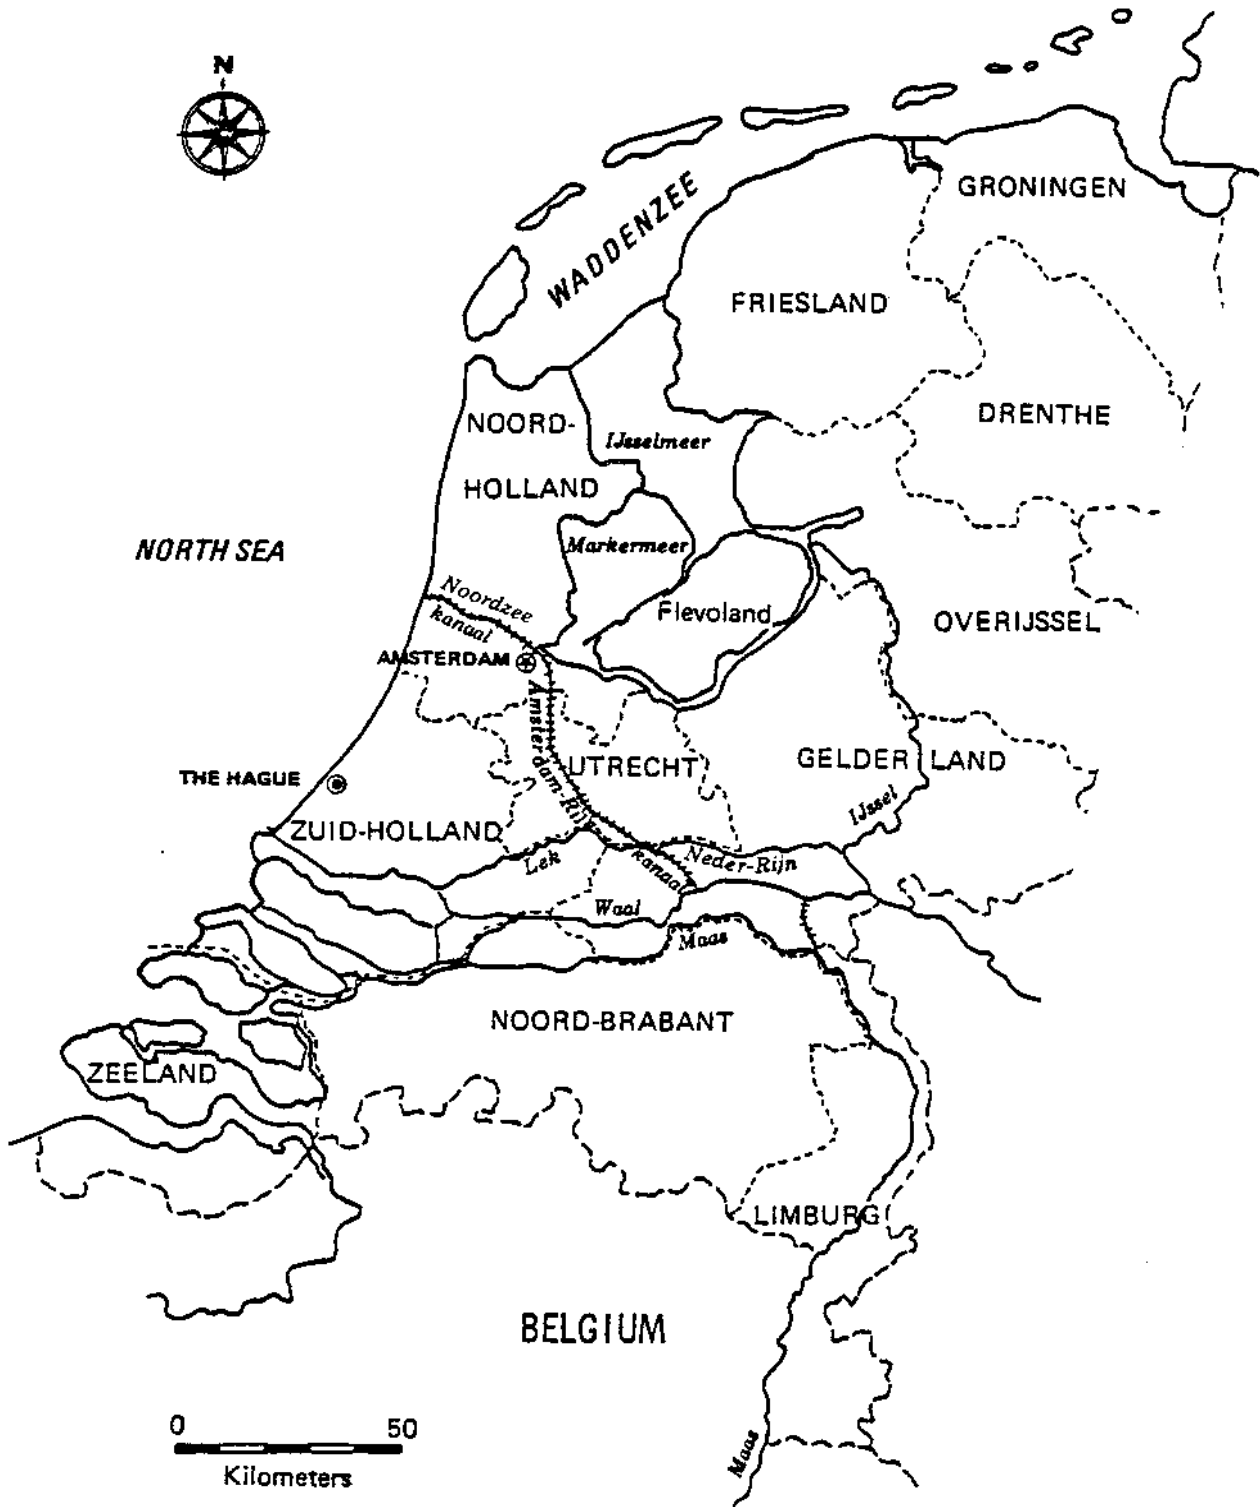 N
WADDENZEE
GRONINGEN
FRIESLAND
DRENTHE
NOORD-
HOLLAND
IJsselmeer
Markermeer
NORTH SEA
Noordzee
kanaal
Flevoland
OVERIJSSEL
AMSTERDAM
Amsterdam-Rijn
kanaal
UTRECHT
GELDERLAND
THE HAGUE
IJssel
ZUID-HOLLAND
Lek
Neder-Rijn
Waal
Maas
NOORD-BRABANT
ZEELAND
LIMBURG
BELGIUM
0 50
Kilometers
Maas